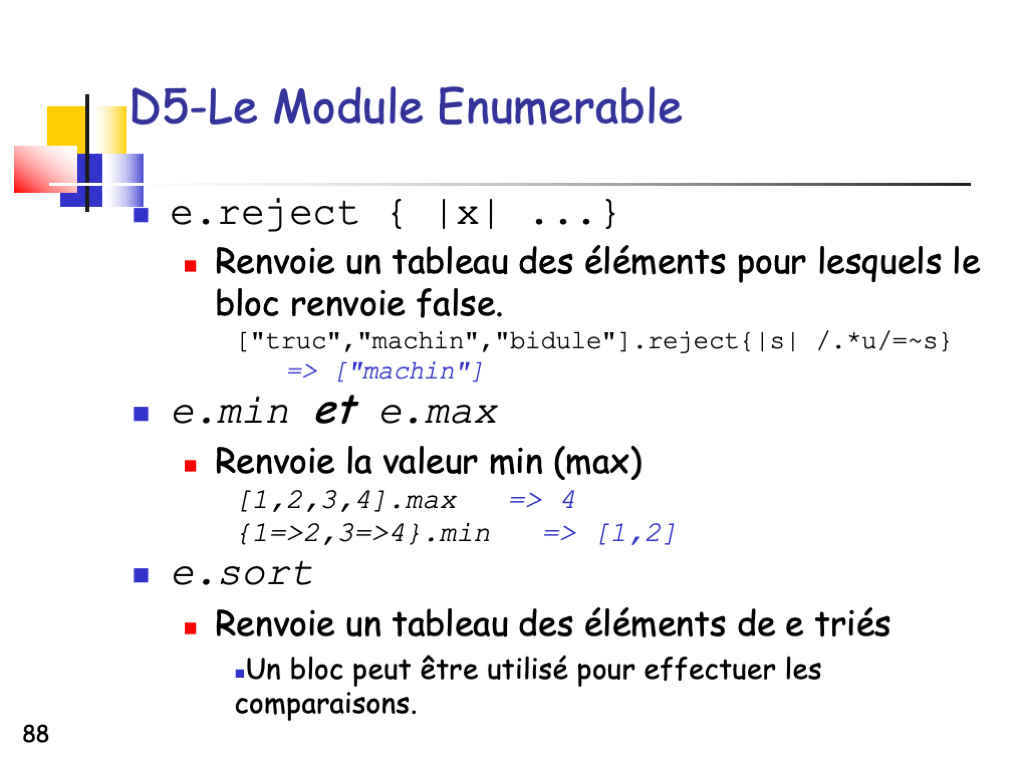 D5-Le Module Enumerable
e.reject { |x| ...}
Renvoie un tableau des éléments pour lesquels le
bloc renvoie false.
["truc","machin","bidule"].reject{|s| /.*u/=~s}
=> ["machin"]
e.min et e.max
Renvoie la valeur min (max)
[1,2,3,4].max => 4
{1=>2,3=>4}.min => [1,2]
e.sort
Renvoie un tableau des éléments de e triés
Un bloc peut être utilisé pour effectuer les
comparaisons.
88